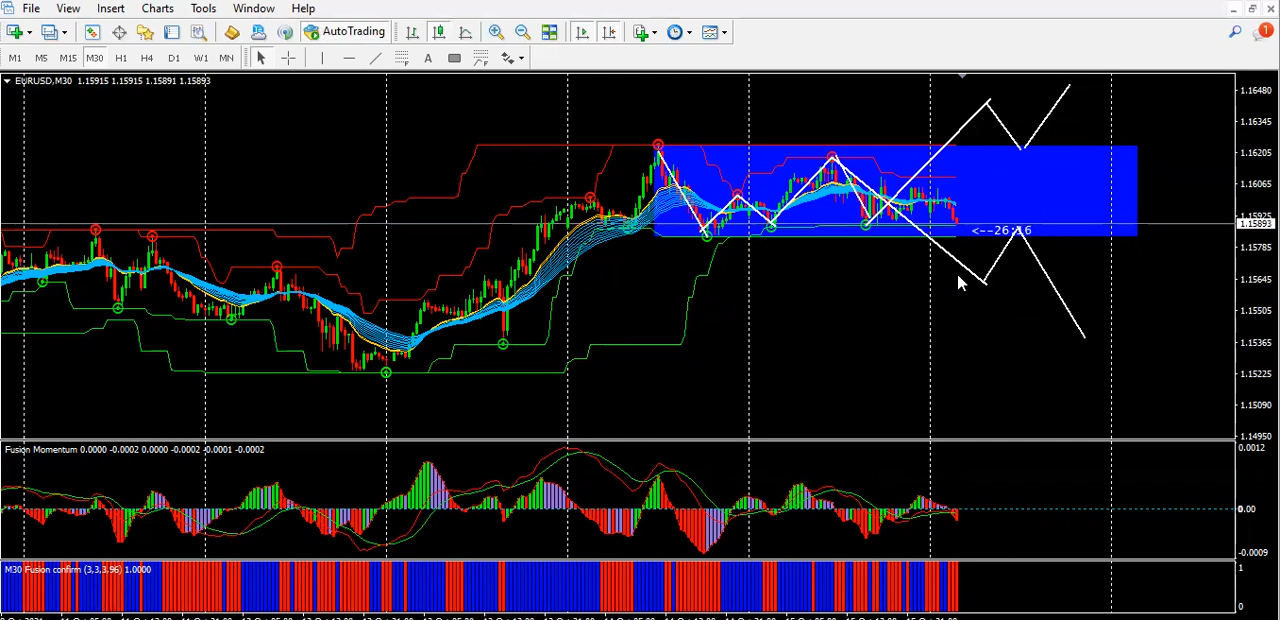 File View Insert Charts Tools Window Help
AutoTrading
1
M1 M5 M15 M30 H1 H4 D1 W1 MN
A
EURUSD,M30 1.15915 1.15915 1.15891 1.15893
1.16480
1.16345
1.16205
1.16065
1.15925
1.15893
<--26:16
1.15785
1.15645
1.15505
1.15365
1.15225
1.15090
1.14950
Fusion Momentum 0.0000 -0.0002 0.0000 -0.0002 -0.0001 -0.0002
0.0012
0.00
-0.0009
M30 Fusion confirm (3,3,3,96) 1.0000
1
0